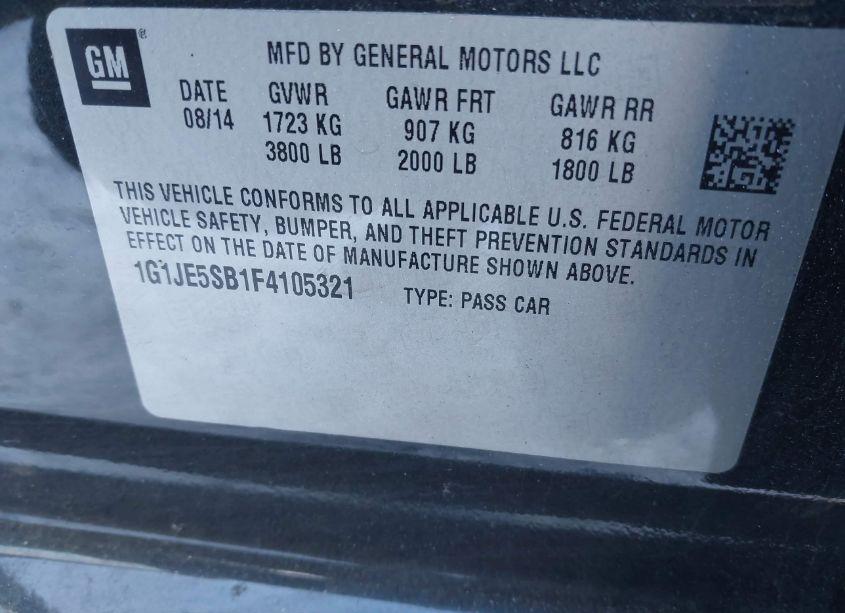 GM ®
MFD BY GENERAL MOTORS LLC
DATE GVWR GAWR FRT GAWR RR
08/14 1723 KG 907 KG 816 KG
3800 LB 2000 LB 1800 LB
THIS VEHICLE CONFORMS TO ALL APPLICABLE U.S. FEDERAL MOTOR
VEHICLE SAFETY, BUMPER, AND THEFT PREVENTION STANDARDS IN
EFFECT ON THE DATE OF MANUFACTURE SHOWN ABOVE.
1G1JE5SB1F4105321 TYPE: PASS CAR